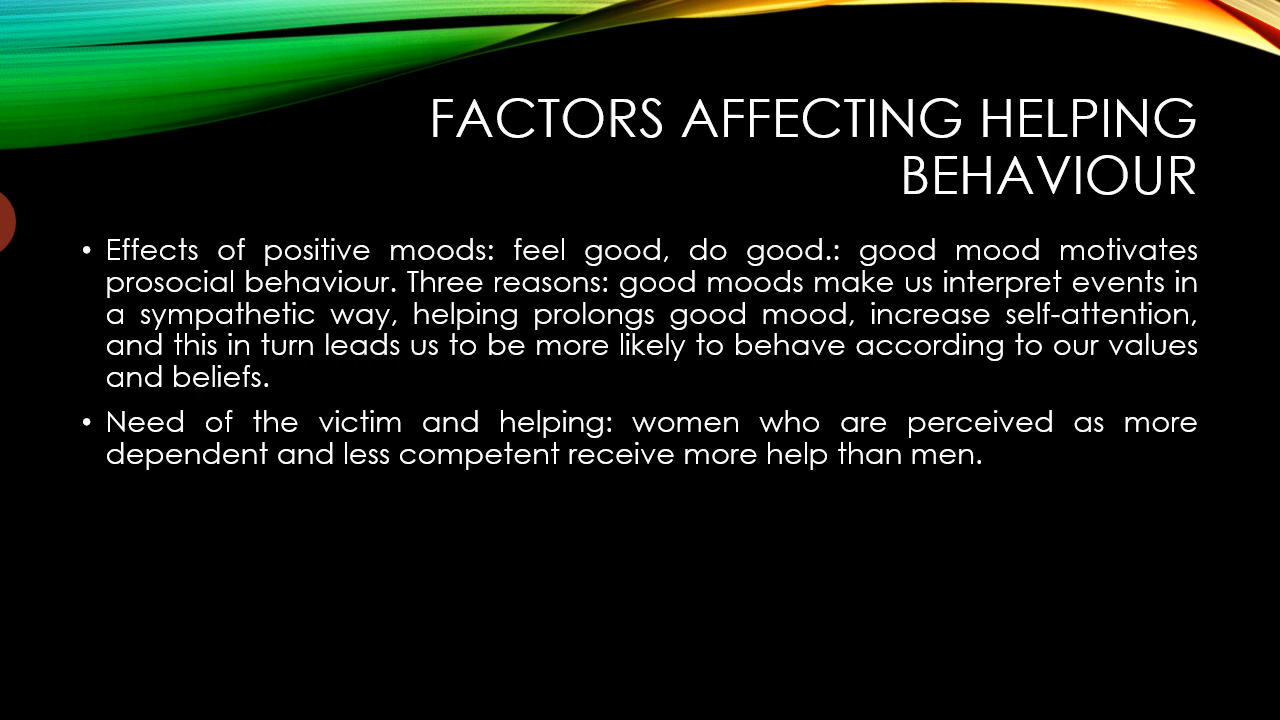 FACTORS AFFECTING HELPING
BEHAVIOUR
• Effects of positive moods: feel good, do good.: good mood motivates
prosocial behaviour. Three reasons: good moods make us interpret events in
a sympathetic way, helping prolongs good mood, increase self-attention,
and this in turn leads us to be more likely to behave according to our values
and beliefs.
• Need of the victim and helping: women who are perceived as more
dependent and less competent receive more help than men.